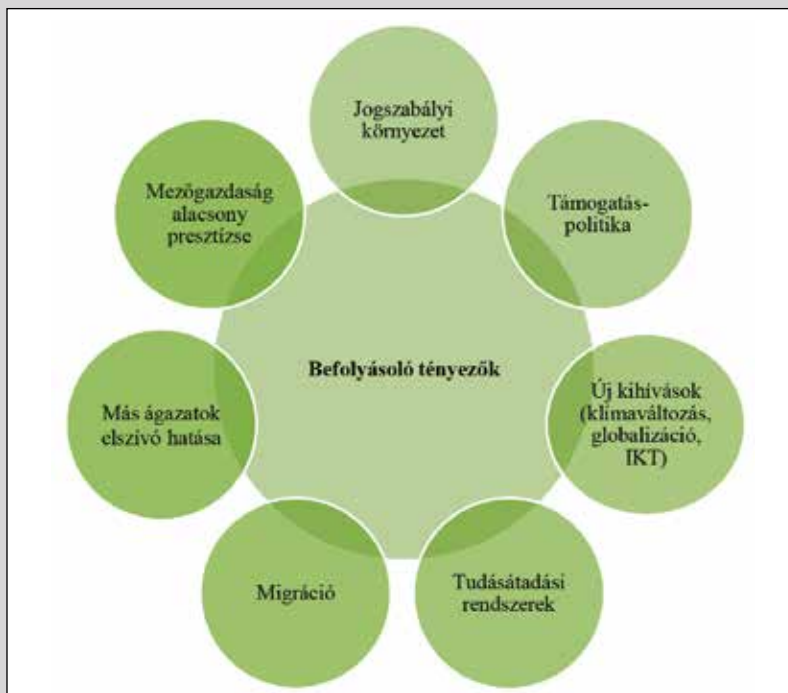 Jogszabályi
környezet
Támogatás-
politika
Új kihívások
(klímaváltozás,
globalizáció,
IKT)
Tudásátadási
rendszerek
Migráció
Más ágazatok
elszívó hatása
Mezőgazdaság
alacsony
presztízse
Befolyásoló tényezők